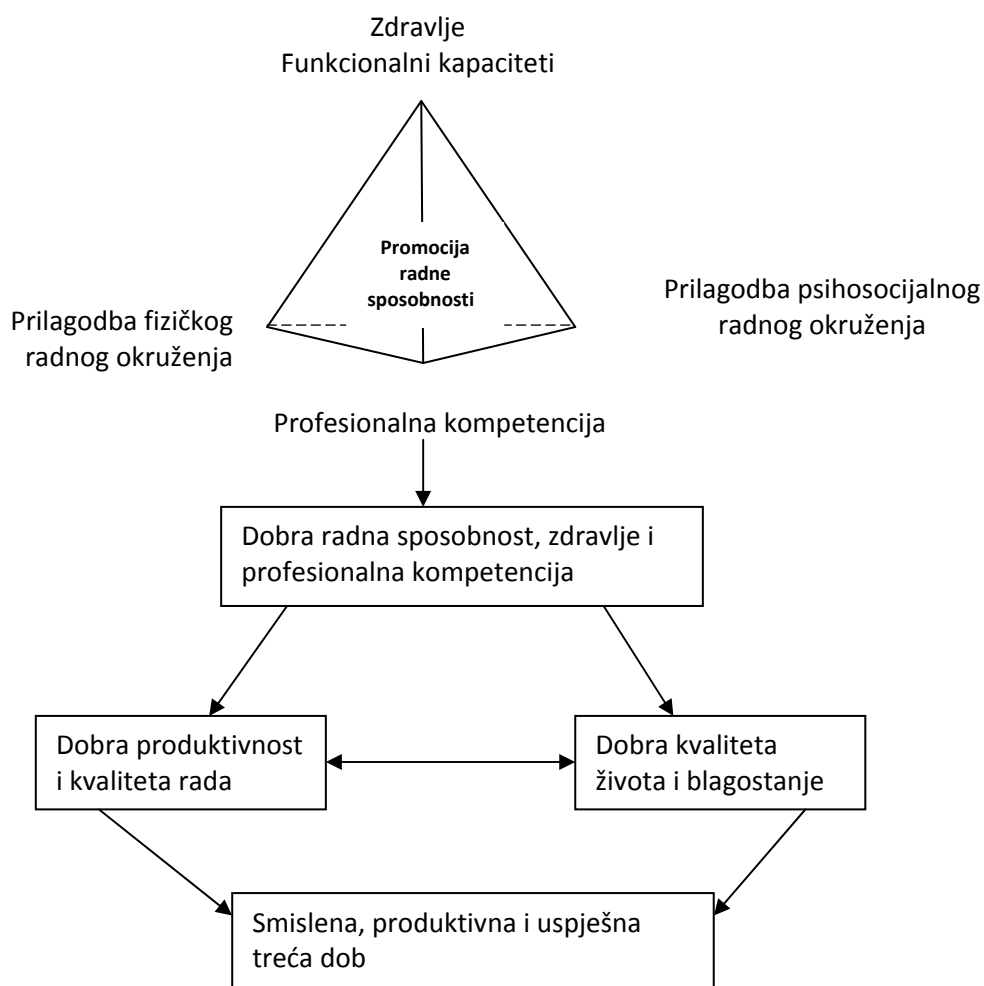 Zdravlje
Funkcionalni kapaciteti
Promocija
radne
sposobnosti
Prilagodba fizičkog
radnog okruženja
Prilagodba psihosocijalnog
radnog okruženja
Profesionalna kompetencija
Dobra radna sposobnost, zdravlje i
profesionalna kompetencija
Dobra produktivnost
i kvaliteta rada
Dobra kvaliteta
života i blagostanje
Smislena, produktivna i uspješna
treća dob